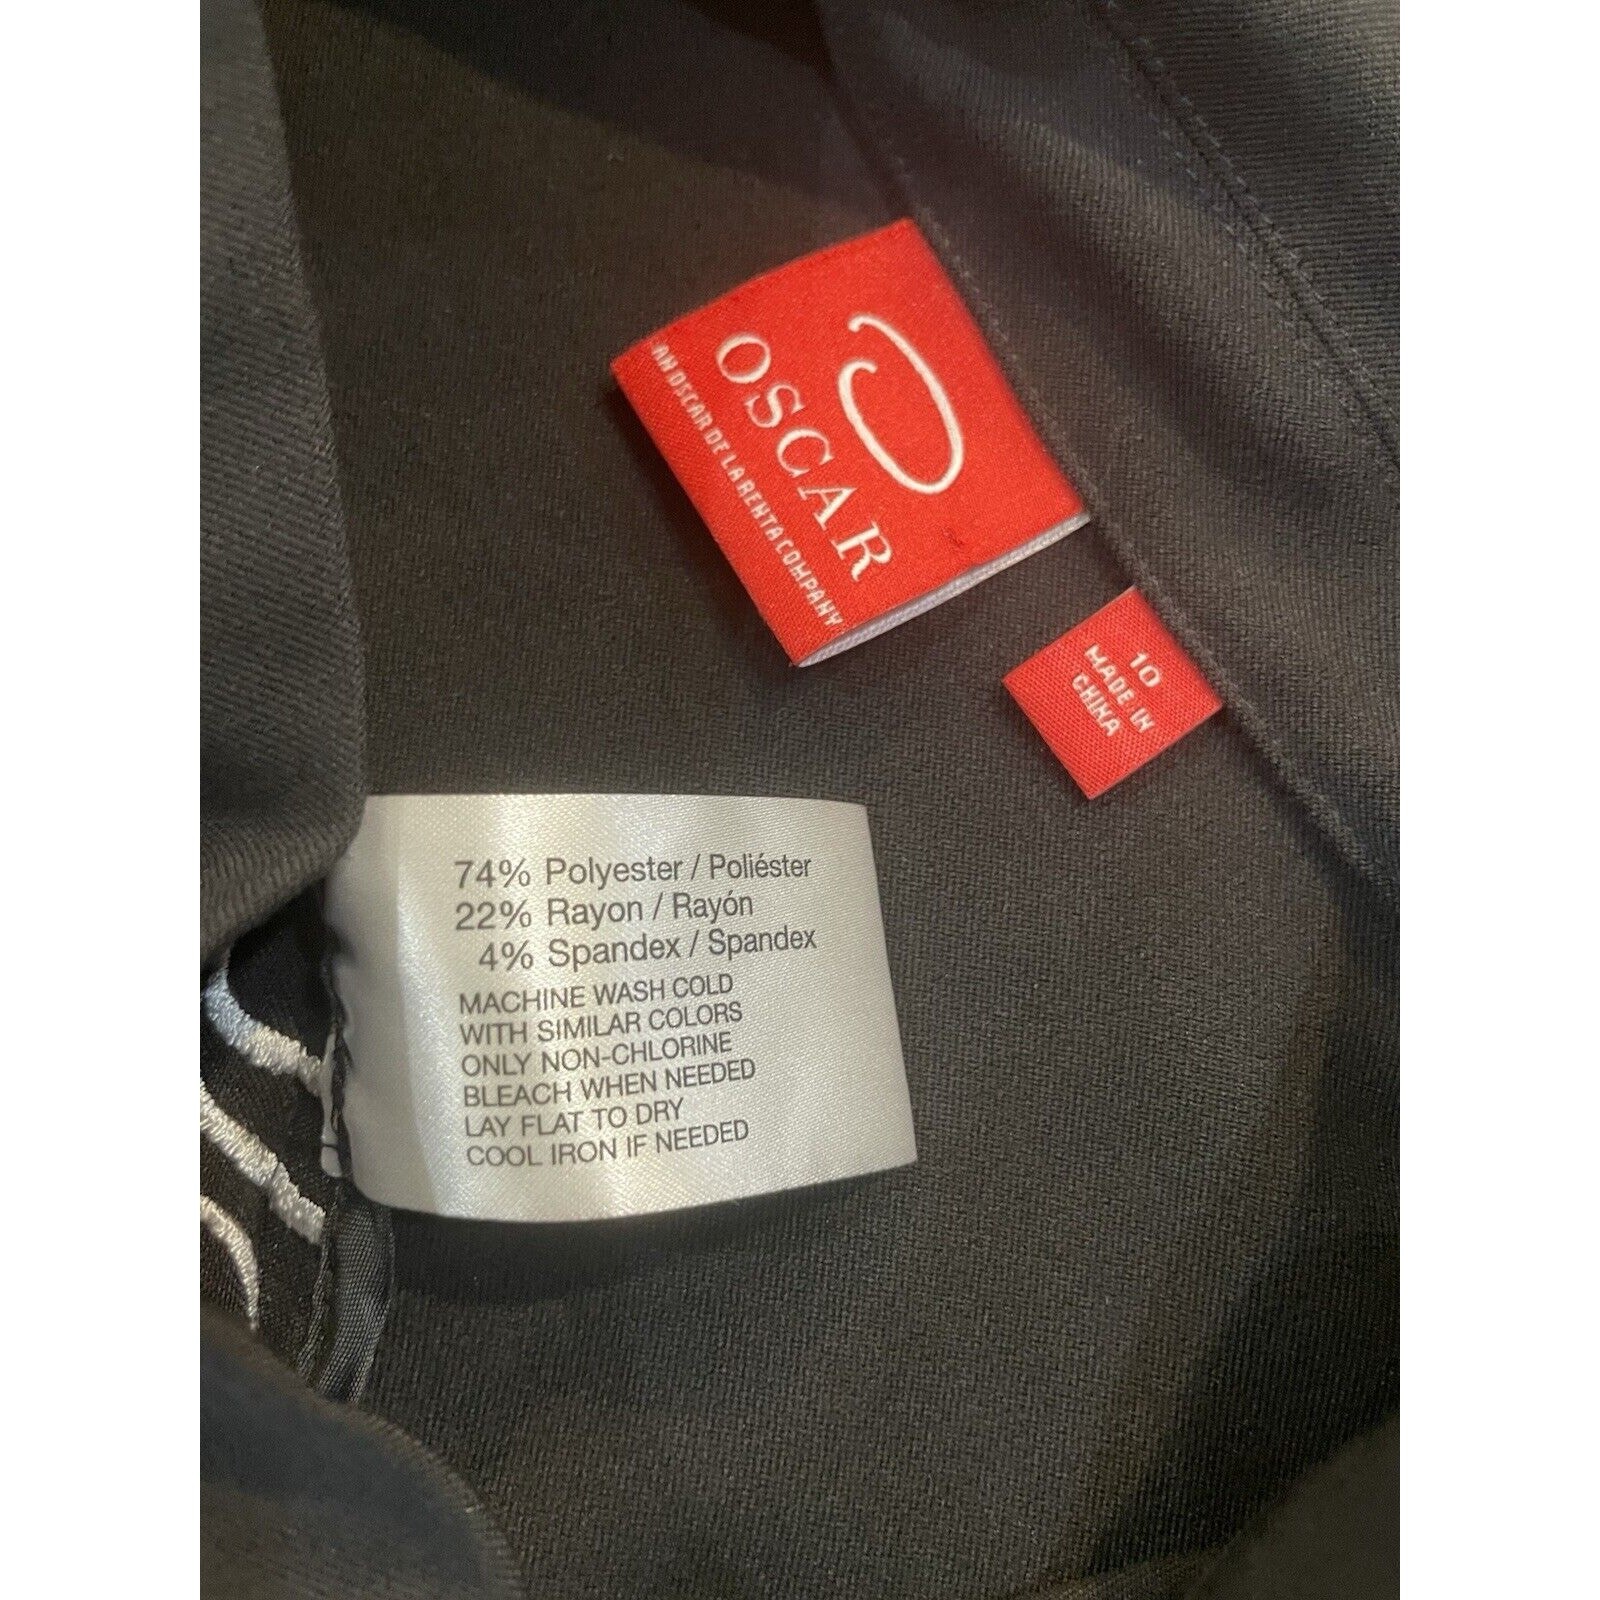 OSCAR
AN OSCAR DE LA RENTA COMPANY
10
MADE IN
CHINA
74% Polyester / Poliéster
22% Rayon / Rayón
4% Spandex / Spandex
MACHINE WASH COLD
WITH SIMILAR COLORS
ONLY NON-CHLORINE
BLEACH WHEN NEEDED
LAY FLAT TO DRY
COOL IRON IF NEEDED